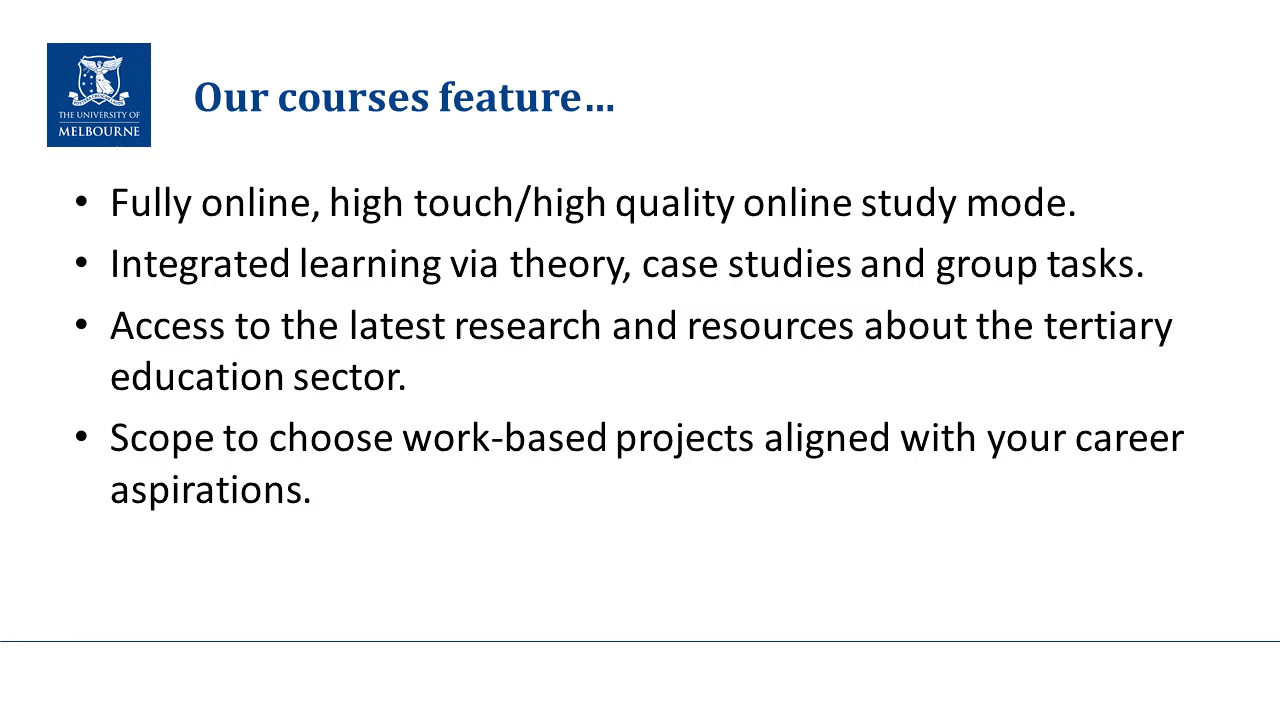 THE UNIVERSITY OF
MELBOURNE
Our courses feature…
• Fully online, high touch/high quality online study mode.
• Integrated learning via theory, case studies and group tasks.
• Access to the latest research and resources about the tertiary
education sector.
• Scope to choose work-based projects aligned with your career
aspirations.